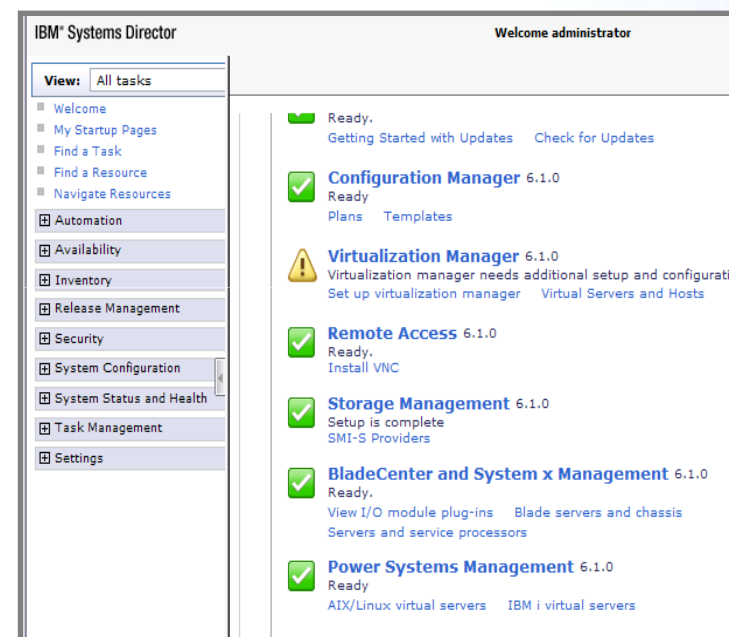 IBM® Systems Director
Welcome administrator
View: All tasks
Welcome
My Startup Pages
Find a Task
Find a Resource
Navigate Resources
Automation
Availability
Inventory
Release Management
Security
System Configuration
System Status and Health
Task Management
Settings
Ready.
Getting Started with Updates Check for Updates
Configuration Manager 6.1.0
Ready
Plans Templates
Virtualization Manager 6.1.0
Virtualization manager needs additional setup and configurati
Set up virtualization manager Virtual Servers and Hosts
Remote Access 6.1.0
Ready.
Install VNC
Storage Management 6.1.0
Setup is complete
SMI-S Providers
BladeCenter and System x Management 6.1.0
Ready.
View I/O module plug-ins Blade servers and chassis
Servers and service processors
Power Systems Management 6.1.0
Ready
AIX/Linux virtual servers IBM i virtual servers